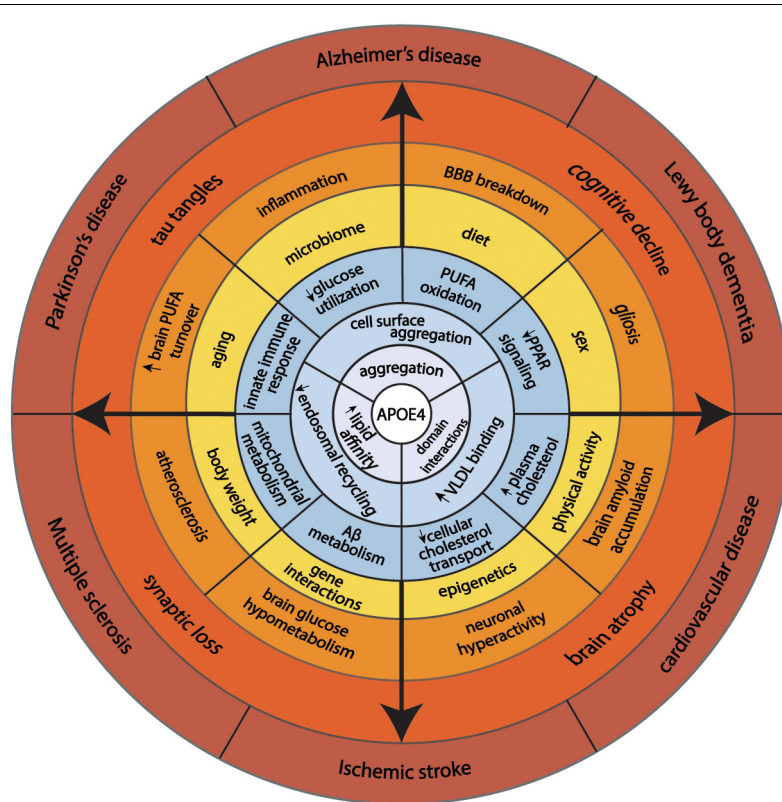 Alzheimer's disease
Lewy body dementia
cardiovascular disease
Ischemic stroke
Multiple sclerosis
Parkinson's disease
tau tangles
cognitive decline
brain atrophy
synaptic loss
inflammation
BBB breakdown
gliosis
brain amyloid
accumulation
neuronal
hyperactivity
brain glucose
hypometabolism
atherosclerosis
↑ brain PUFA
turnover
microbiome
diet
sex
physical activity
epigenetics
gene
interactions
body weight
aging
↓glucose
utilization
PUFA
oxidation
↓PPAR
signaling
↑ plasma
cholesterol
↓cellular
cholesterol
transport
Aβ
metabolism
mitochondrial
metabolism
innate immune
response
cell surface
aggregation
↑VLDL binding
↓endosomal recycling
aggregation
domain
interactions
↑lipid
affinity
APOE4